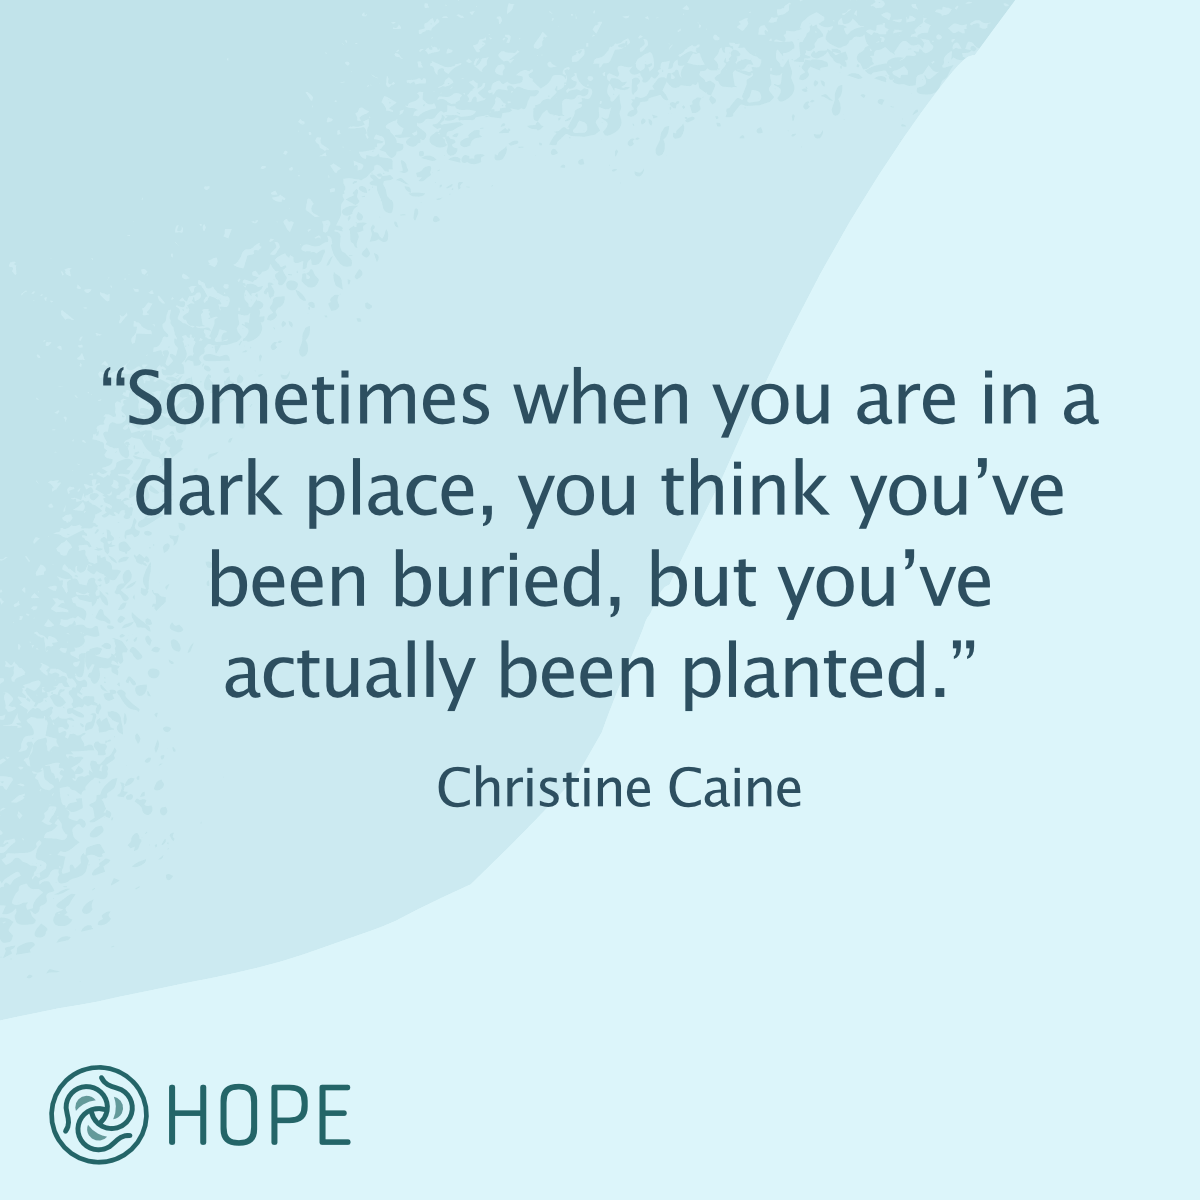 “Sometimes when you are in a
dark place, you think you’ve
been buried, but you’ve
actually been planted.”
Christine Caine
HOPE